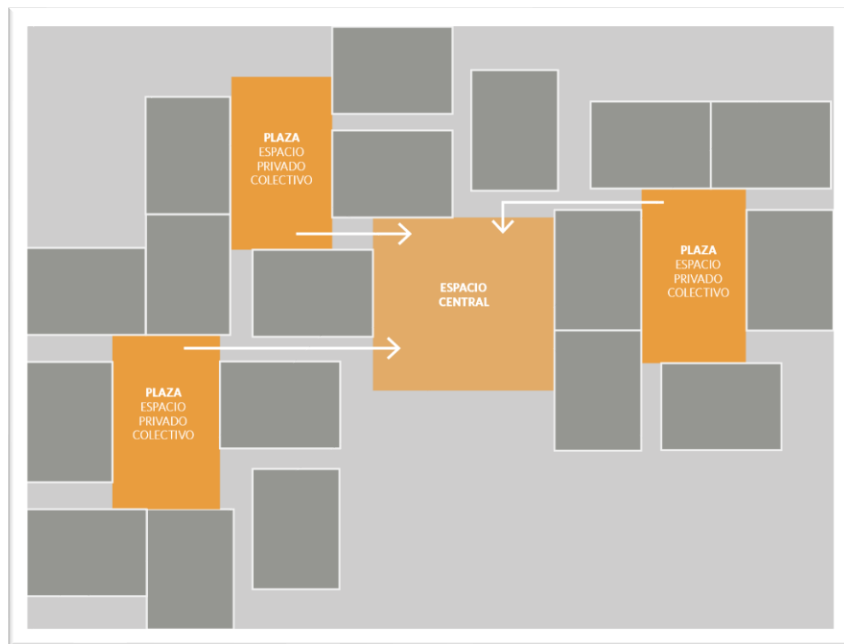 PLAZA
ESPACIO
PRIVADO
COLECTIVO
PLAZA
ESPACIO
PRIVADO
COLECTIVO
ESPACIO
CENTRAL
PLAZA
ESPACIO
PRIVADO
COLECTIVO